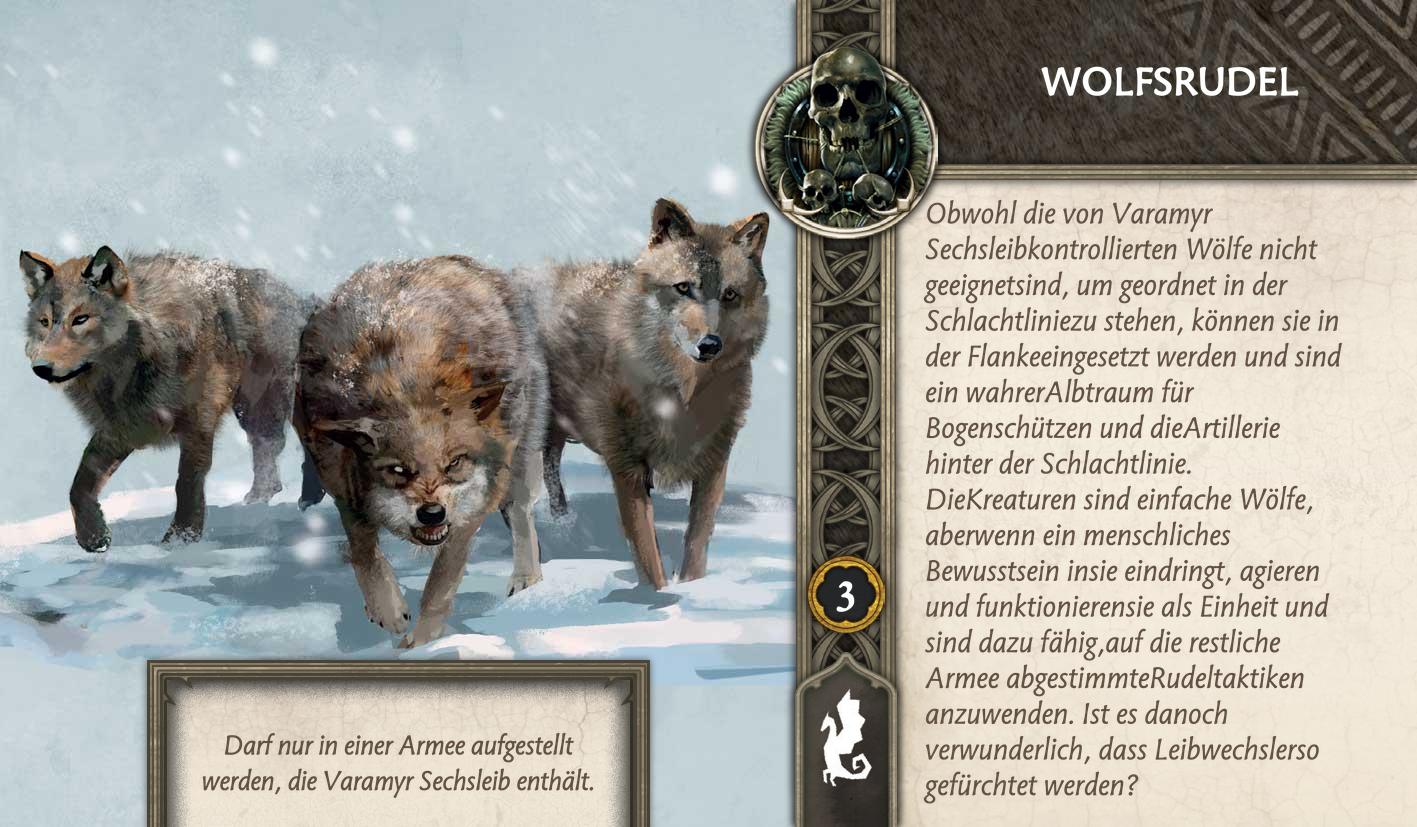 WOLFSRUDEL
Obwohl die von Varamyr
Sechsleibkontrollierten Wölfe nicht
geeignetsind, um geordnet in der
Schlachtliniezu stehen, können sie in
der Flankeeingesetzt werden und sind
ein wahrerAlbtraum für
Bogenschützen und dieArtillerie
hinter der Schlachtlinie.
DieKreaturen sind einfache Wölfe,
aberwenn ein menschliches
Bewusstsein insie eindringt, agieren
und funktionierensie als Einheit und
sind dazu fähig,auf die restliche
Armee abgestimmteRudeltaktiken
anzuwenden. Ist es danoch
verwunderlich, dass Leibwechslerso
gefürchtet werden?
3
Darf nur in einer Armee aufgestellt
werden, die Varamyr Sechsleib enthält.